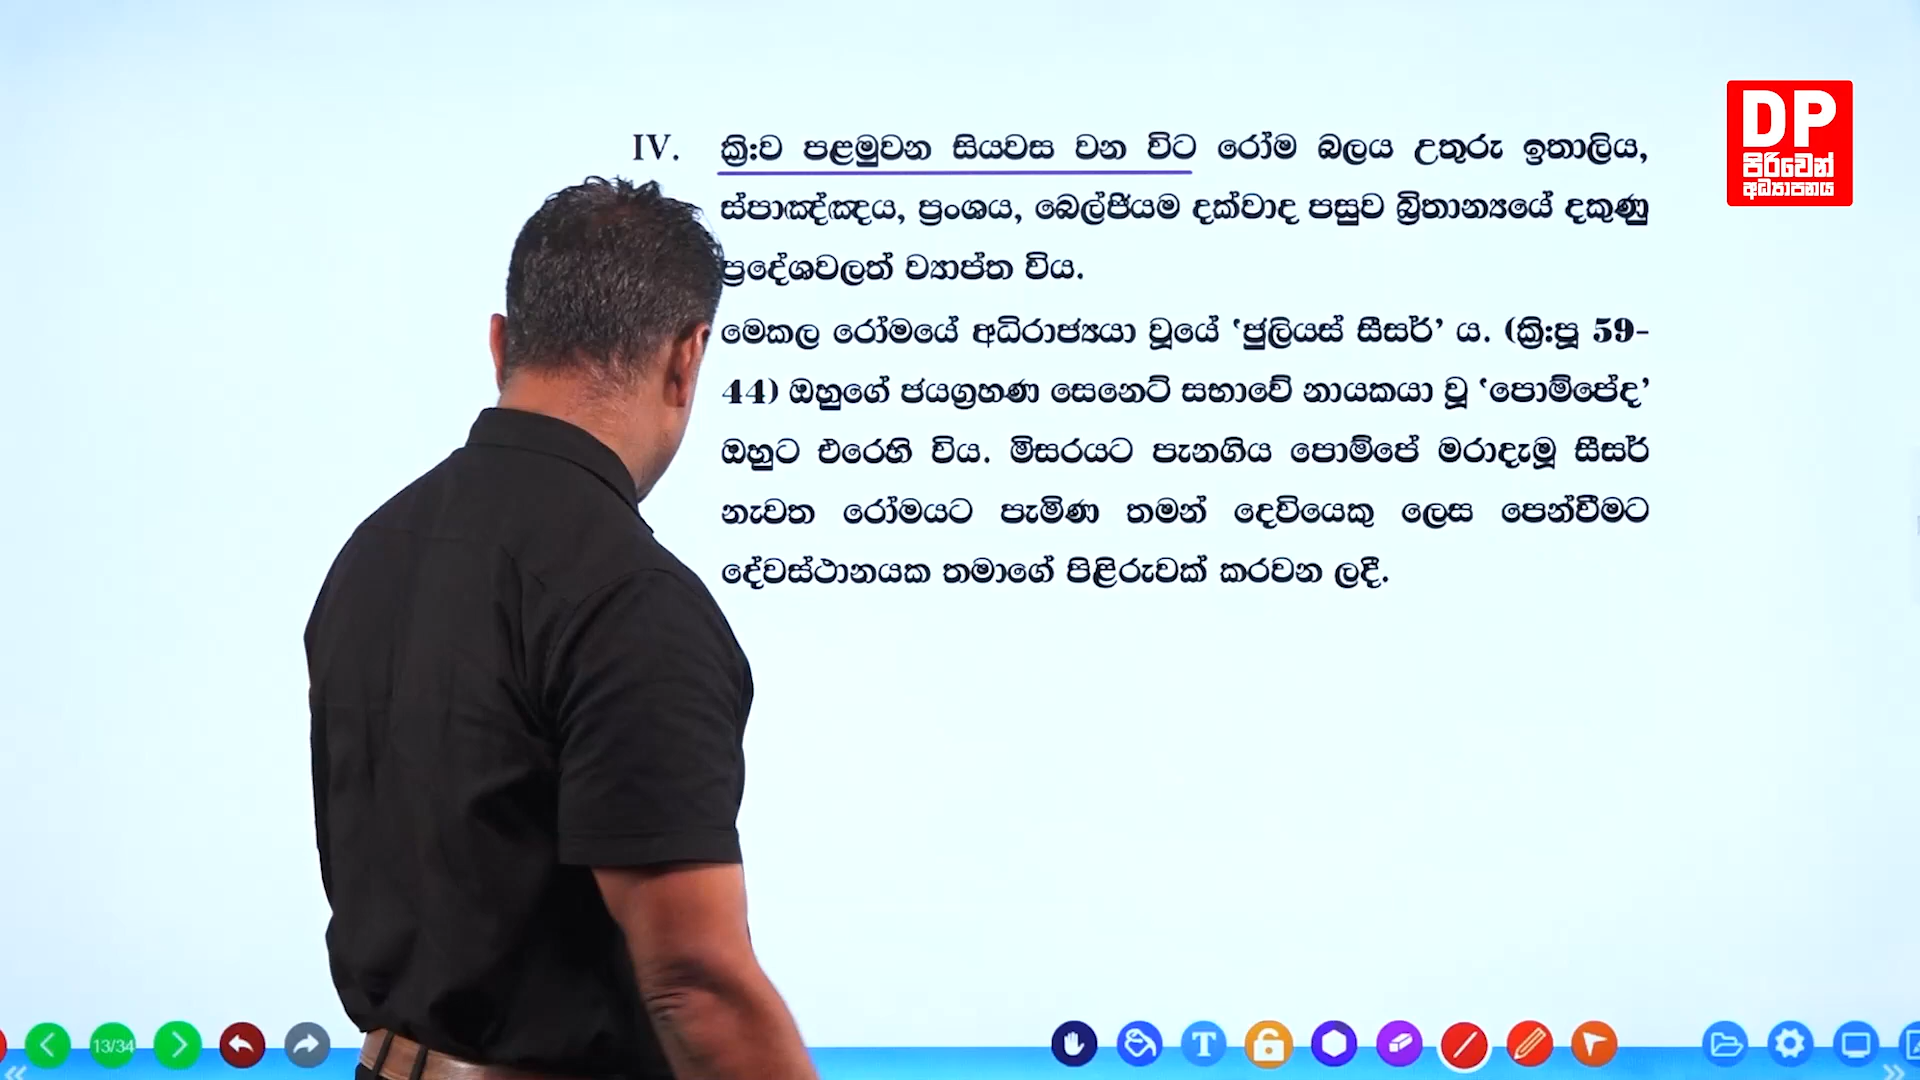 DP
පිරිවෙන්
අධ්‍යාපනය
IV. ක්‍රි:ව පළමුවන සියවස වන විට රෝම බලය උතුරු ඉතාලිය,
ස්පාඤ්ඤය, ප්‍රංශය, බෙල්ජියම දක්වාද පසුව බ්‍රිතාන්‍යයේ දකුණු
ප්‍රදේශවලත් ව්‍යාප්ත විය.
මෙකල රෝමයේ අධිරාජ්‍යයා වූයේ ‘ජුලියස් සීසර්’ ය. (ක්‍රි:පූ 59-
44) ඔහුගේ ජයග්‍රහණ සෙනෙට් සභාවේ නායකයා වූ ‘පොම්පේද’
ඔහුට එරෙහි විය. මිසරයට පැනගිය පොම්පේ මරාදැමූ සීසර්
නැවත රෝමයට පැමිණ තමන් දෙවියෙකු ලෙස පෙන්වීමට
දේවස්ථානයක තමාගේ පිළිරුවක් කරවන ලදී.
13/34
T